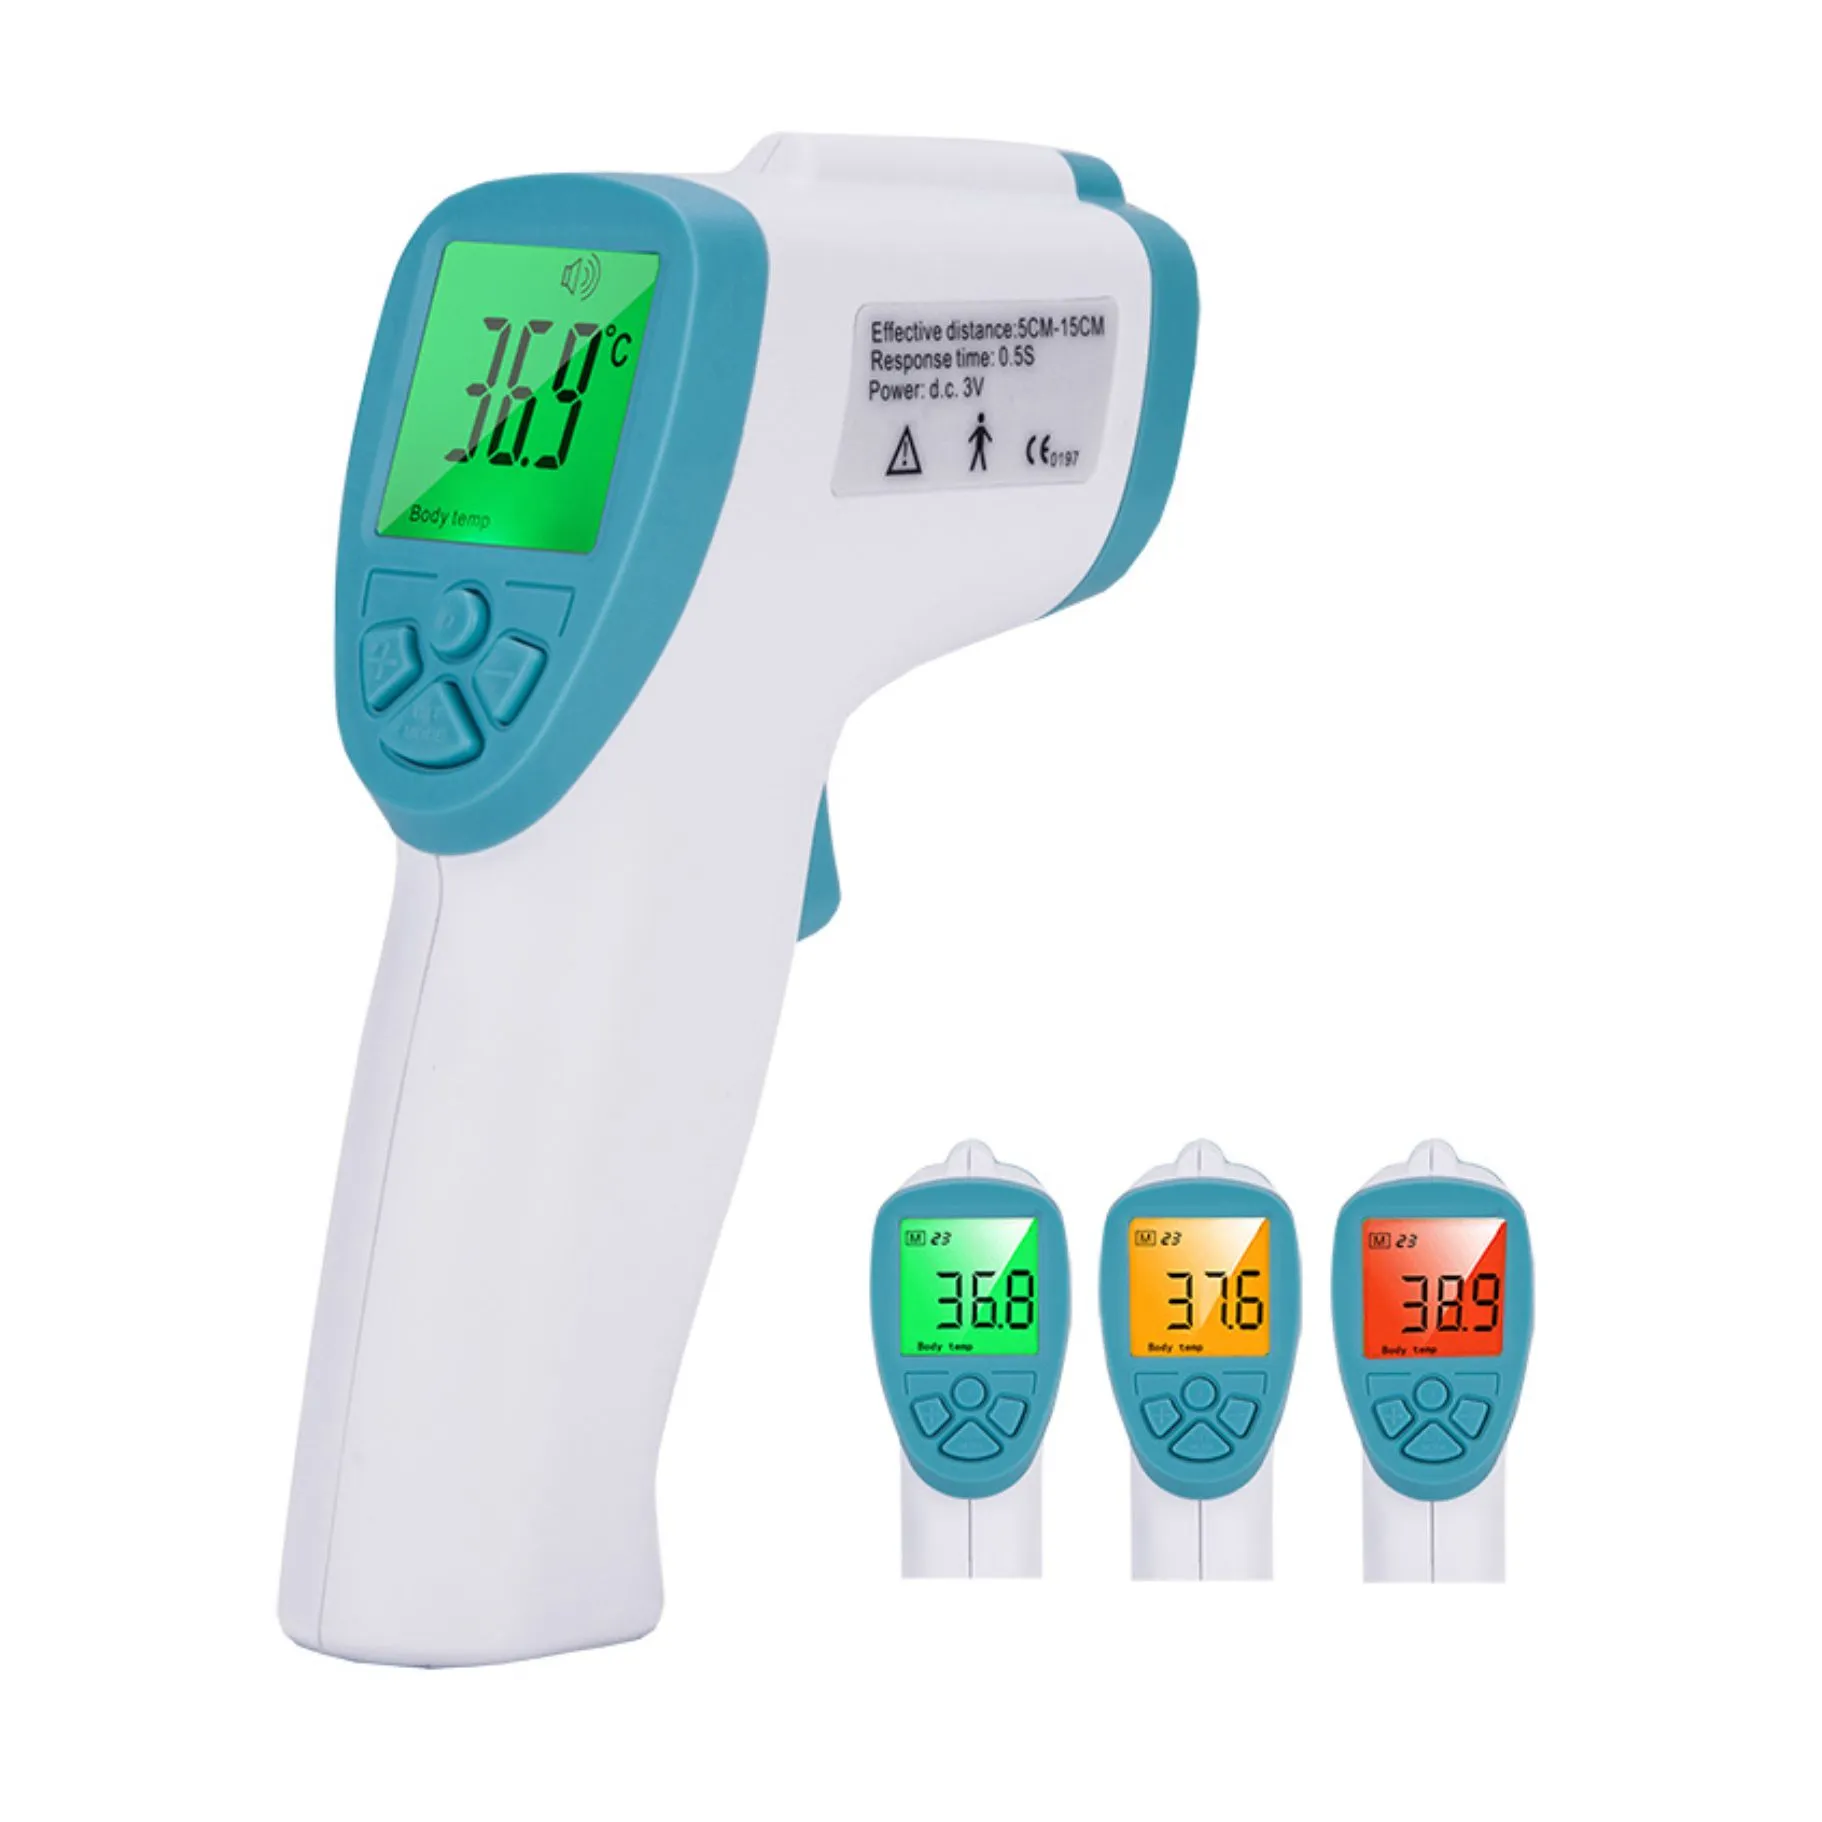 36.9°C
Body temp
Effective distance:5CM-15CM
Response time: 0.5S
Power: d.c. 3V
CE0197
MODE
M 23
36.8
Body temp
M 23
37.6
Body temp
M 23
38.9
Body temp